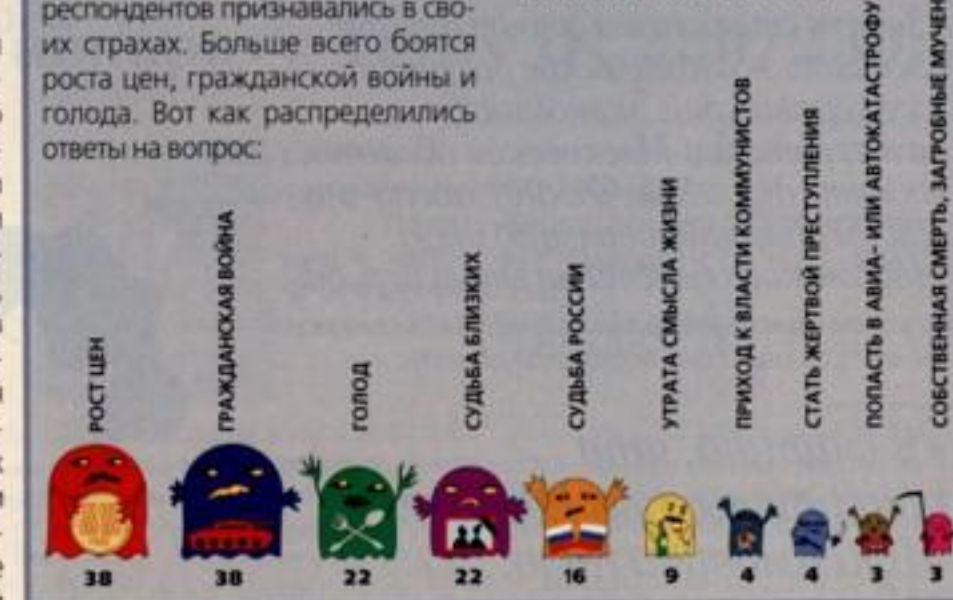 респондентов признавались в сво-
их страхах. Больше всего боятся
роста цен, гражданской войны и
голода. Вот как распределились
ответы на вопрос:
РОСТ ЦЕН
ГРАЖДАНСКАЯ ВОЙНА
ГОЛОД
СУДЬБА БЛИЗКИХ
СУДЬБА РОССИИ
УТРАТА СМЫСЛА ЖИЗНИ
ПРИХОД К ВЛАСТИ КОММУНИСТОВ
СТАТЬ ЖЕРТВОЙ ПРЕСТУПЛЕНИЯ
ПОПАСТЬ В АВИА- ИЛИ АВТОКАТАСТРОФУ
СОБСТВЕННАЯ СМЕРТЬ, ЗАГРОБНЫЕ МУЧЕН
38 38 22 22 16 9 4 4 3 3